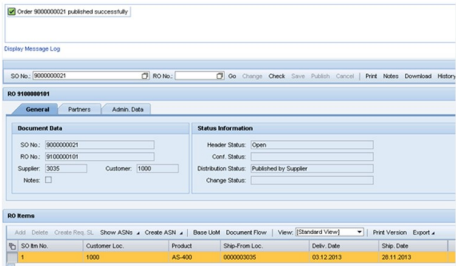 Order 9000000021 published successfully
Display Message Log
SO No.: 9000000021 RO No.: Go Change Check Save Publish Cancel Print Notes Download History
RO 9100000101
General Partners Admin. Data
Document Data Status Information
SO No.: 9000000021 Header Status: Open
RO No.: 9100000101 Conf. Status:
Supplier: 3035 Customer: 1000 Distribution Status: Published by Supplier
Notes: Change Status:
RO Items
Add Delete Create Req. SL Show ASNs Create ASN Base UoM Document Flow View: [Standard View] Print Version Export
SO Itm No. Customer Loc. Product Ship-From Loc. Deliv. Date Ship. Date
1 1000 AS-400 0000003035 03.12.2013 28.11.2013